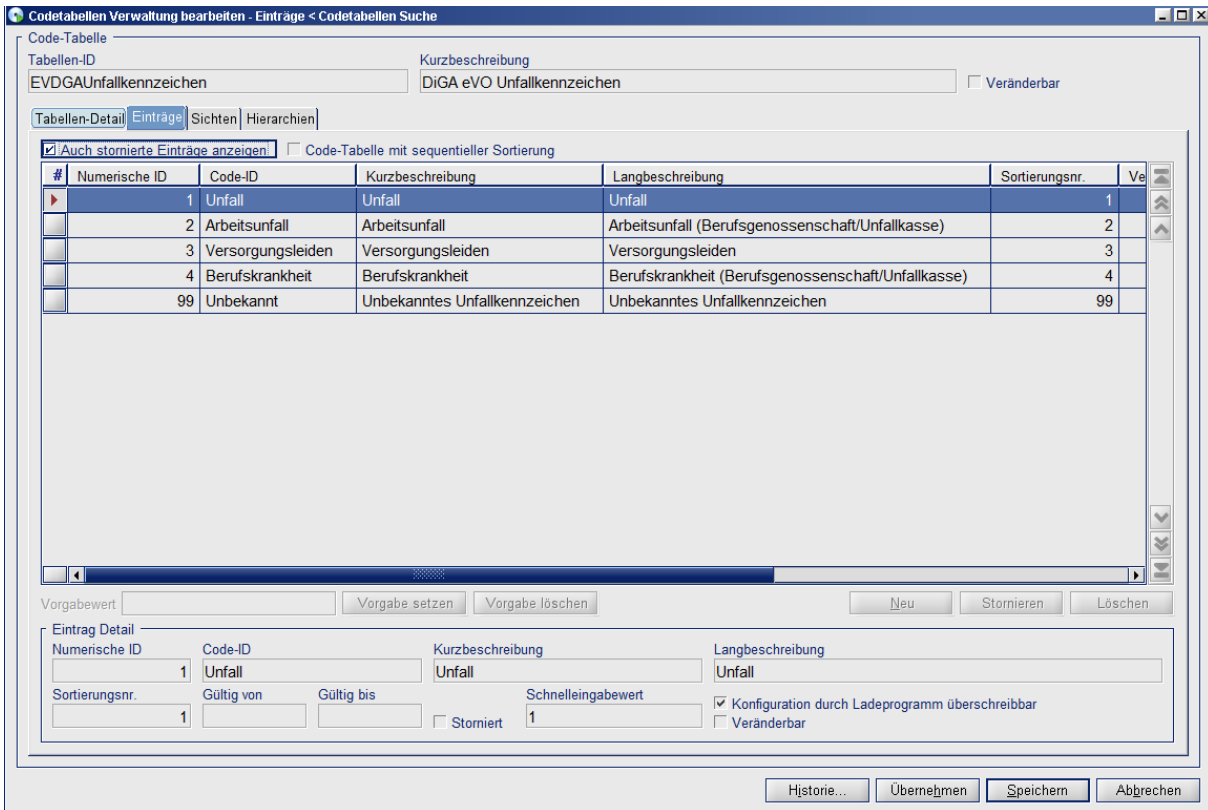 Codetabellen Verwaltung bearbeiten - Einträge < Codetabellen Suche
Code-Tabelle
Tabellen-ID Kurzbeschreibung
EVDGAUnfallkennzeichen DiGA eVO Unfallkennzeichen Veränderbar
Tabellen-Detail Einträge Sichten Hierarchien
Auch stornierte Einträge anzeigen Code-Tabelle mit sequentieller Sortierung
# Numerische ID Code-ID Kurzbeschreibung Langbeschreibung Sortierungsnr. Ve
1 Unfall Unfall Unfall 1
2 Arbeitsunfall Arbeitsunfall Arbeitsunfall (Berufsgenossenschaft/Unfallkasse) 2
3 Versorgungsleiden Versorgungsleiden Versorgungsleiden 3
4 Berufskrankheit Berufskrankheit Berufskrankheit (Berufsgenossenschaft/Unfallkasse) 4
99 Unbekannt Unbekanntes Unfallkennzeichen Unbekanntes Unfallkennzeichen 99
Vorgabewert Vorgabe setzen Vorgabe löschen Neu Stornieren Löschen
Eintrag Detail
Numerische ID Code-ID Kurzbeschreibung Langbeschreibung
1 Unfall Unfall Unfall
Sortierungsnr. Gültig von Gültig bis Schnelleingabewert
Konfiguration durch Ladeprogramm überschreibbar
1 Storniert 1 Veränderbar
Historie... Übernehmen Speichern Abbrechen